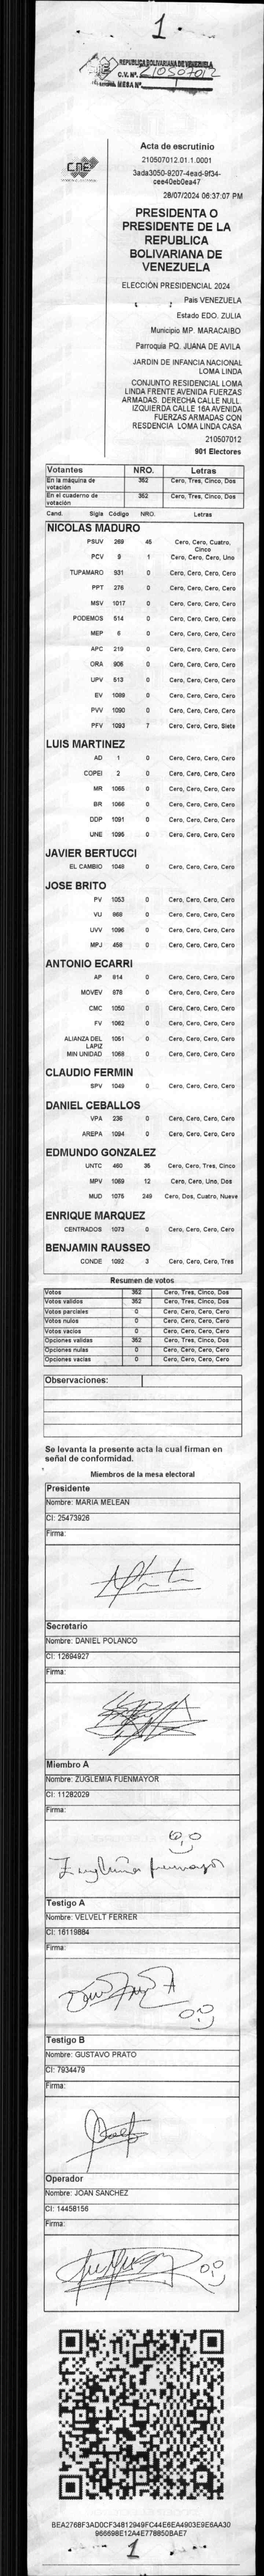 1
REPUBLICA BOLIVARIANA DE VENEZUELA
C.V. Nº. 210507012
MESA Nº. 1
CNE
Acta de escrutinio
210507012.01.1.0001
3ada3050-9207-4ead-9f34-
cee40eb0ea47
28/07/2024 06:37:07 PM
PRESIDENTA O
PRESIDENTE DE LA
REPUBLICA
BOLIVARIANA DE
VENEZUELA
ELECCIÓN PRESIDENCIAL 2024
Pais VENEZUELA
Estado EDO. ZULIA
Municipio MP. MARACAIBO
Parroquia PQ. JUANA DE AVILA
JARDIN DE INFANCIA NACIONAL
LOMA LINDA
CONJUNTO RESIDENCIAL LOMA
LINDA FRENTE AVENIDA FUERZAS
ARMADAS. DERECHA CALLE NULL.
IZQUIERDA CALLE 16A AVENIDA
FUERZAS ARMADAS CON
RESDENCIA LOMA LINDA CASA
210507012
901 Electores
Votantes NRO. Letras
En la máquina de votación 352 Cero, Tres, Cinco, Dos
En el cuaderno de votación 352 Cero, Tres, Cinco, Dos
Cand. Sigla Código NRO. Letras
NICOLAS MADURO
PSUV 269 45 Cero, Cero, Cuatro, Cinco
PCV 9 1 Cero, Cero, Cero, Uno
TUPAMARO 931 0 Cero, Cero, Cero, Cero
PPT 276 0 Cero, Cero, Cero, Cero
MSV 1017 0 Cero, Cero, Cero, Cero
PODEMOS 514 0 Cero, Cero, Cero, Cero
MEP 6 0 Cero, Cero, Cero, Cero
APC 219 0 Cero, Cero, Cero, Cero
ORA 906 0 Cero, Cero, Cero, Cero
UPV 513 0 Cero, Cero, Cero, Cero
EV 1089 0 Cero, Cero, Cero, Cero
PVV 1090 0 Cero, Cero, Cero, Cero
PFV 1093 7 Cero, Cero, Cero, Siete
LUIS MARTINEZ
AD 1 0 Cero, Cero, Cero, Cero
COPEI 2 0 Cero, Cero, Cero, Cero
MR 1065 0 Cero, Cero, Cero, Cero
BR 1066 0 Cero, Cero, Cero, Cero
DDP 1091 0 Cero, Cero, Cero, Cero
UNE 1095 0 Cero, Cero, Cero, Cero
JAVIER BERTUCCI
EL CAMBIO 1048 0 Cero, Cero, Cero, Cero
JOSE BRITO
PV 1053 0 Cero, Cero, Cero, Cero
VU 968 0 Cero, Cero, Cero, Cero
UVV 1096 0 Cero, Cero, Cero, Cero
MPJ 458 0 Cero, Cero, Cero, Cero
ANTONIO ECARRI
AP 914 0 Cero, Cero, Cero, Cero
MOVEV 978 0 Cero, Cero, Cero, Cero
CMC 1050 0 Cero, Cero, Cero, Cero
FV 1062 0 Cero, Cero, Cero, Cero
ALIANZA DEL LAPIZ 1051 0 Cero, Cero, Cero, Cero
MIN UNIDAD 1068 0 Cero, Cero, Cero, Cero
CLAUDIO FERMIN
SPV 1049 0 Cero, Cero, Cero, Cero
DANIEL CEBALLOS
VPA 236 0 Cero, Cero, Cero, Cero
AREPA 1094 0 Cero, Cero, Cero, Cero
EDMUNDO GONZALEZ
UNTC 460 35 Cero, Cero, Tres, Cinco
MPV 1069 12 Cero, Cero, Uno, Dos
MUD 1075 249 Cero, Dos, Cuatro, Nueve
ENRIQUE MARQUEZ
CENTRADOS 1073 0 Cero, Cero, Cero, Cero
BENJAMIN RAUSSEO
CONDE 1092 3 Cero, Cero, Cero, Tres
Resumen de votos
Votos 352 Cero, Tres, Cinco, Dos
Votos validos 352 Cero, Tres, Cinco, Dos
Votos parciales 0 Cero, Cero, Cero, Cero
Votos nulos 0 Cero, Cero, Cero, Cero
Votos vacios 0 Cero, Cero, Cero, Cero
Opciones validas 352 Cero, Tres, Cinco, Dos
Opciones nulas 0 Cero, Cero, Cero, Cero
Opciones vacias 0 Cero, Cero, Cero, Cero
Observaciones:
Se levanta la presente acta la cual firman en
señal de conformidad.
Miembros de la mesa electoral
Presidente
Nombre: MARIA MELEAN
CI: 25473926
Firma:
Secretario
Nombre: DANIEL POLANCO
CI: 12694927
Firma:
Miembro A
Nombre: ZUGLEMIA FUENMAYOR
CI: 11282029
Firma:
Testigo A
Nombre: VELVELT FERRER
CI: 16119884
Firma:
Testigo B
Nombre: GUSTAVO PRATO
CI: 7934479
Firma:
Operador
Nombre: JOAN SANCHEZ
CI: 14458156
Firma:
BEA2768F3AD0CF34812949FC44E6EA4903E9E6AA30
966698E12A4E778850BAE7
1